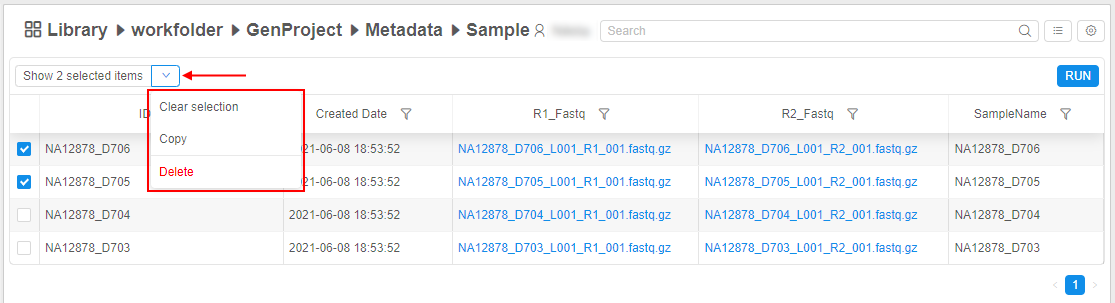 Library workfolder GenProject Metadata Sample Search
Show 2 selected items RUN
Clear selection
Copy
Delete
ID Created Date R1_Fastq R2_Fastq SampleName
NA12878_D706 2021-06-08 18:53:52 NA12878_D706_L001_R1_001.fastq.gz NA12878_D706_L001_R2_001.fastq.gz NA12878_D706
NA12878_D705 2021-06-08 18:53:52 NA12878_D705_L001_R1_001.fastq.gz NA12878_D705_L001_R2_001.fastq.gz NA12878_D705
NA12878_D704 2021-06-08 18:53:52 NA12878_D704_L001_R1_001.fastq.gz NA12878_D704_L001_R2_001.fastq.gz NA12878_D704
NA12878_D703 2021-06-08 18:53:52 NA12878_D703_L001_R1_001.fastq.gz NA12878_D703_L001_R2_001.fastq.gz NA12878_D703
1